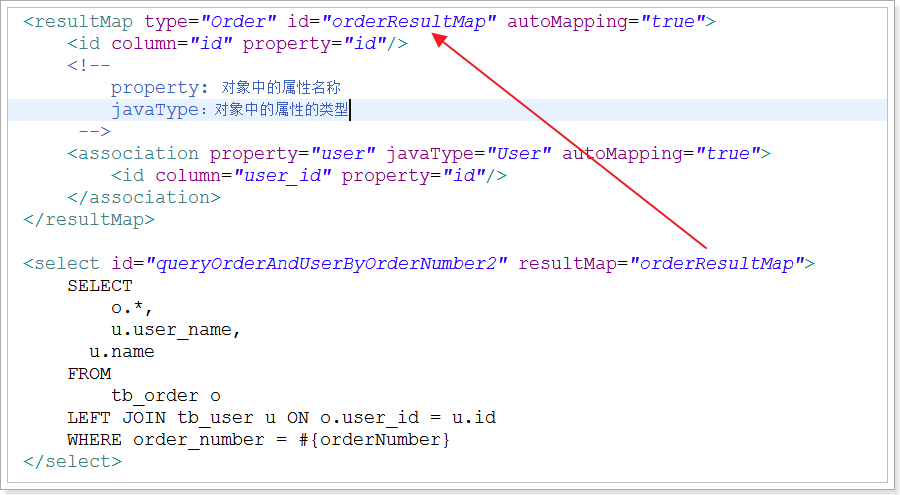 <resultMap type="Order" id="orderResultMap" autoMapping="true">
<id column="id" property="id"/>
<!--
property: 对象中的属性名称
javaType：对象中的属性的类型
-->
<association property="user" javaType="User" autoMapping="true">
<id column="user_id" property="id"/>
</association>
</resultMap>
<select id="queryOrderAndUserByOrderNumber2" resultMap="orderResultMap">
SELECT
o.*,
u.user_name,
u.name
FROM
tb_order o
LEFT JOIN tb_user u ON o.user_id = u.id
WHERE order_number = #{orderNumber}
</select>